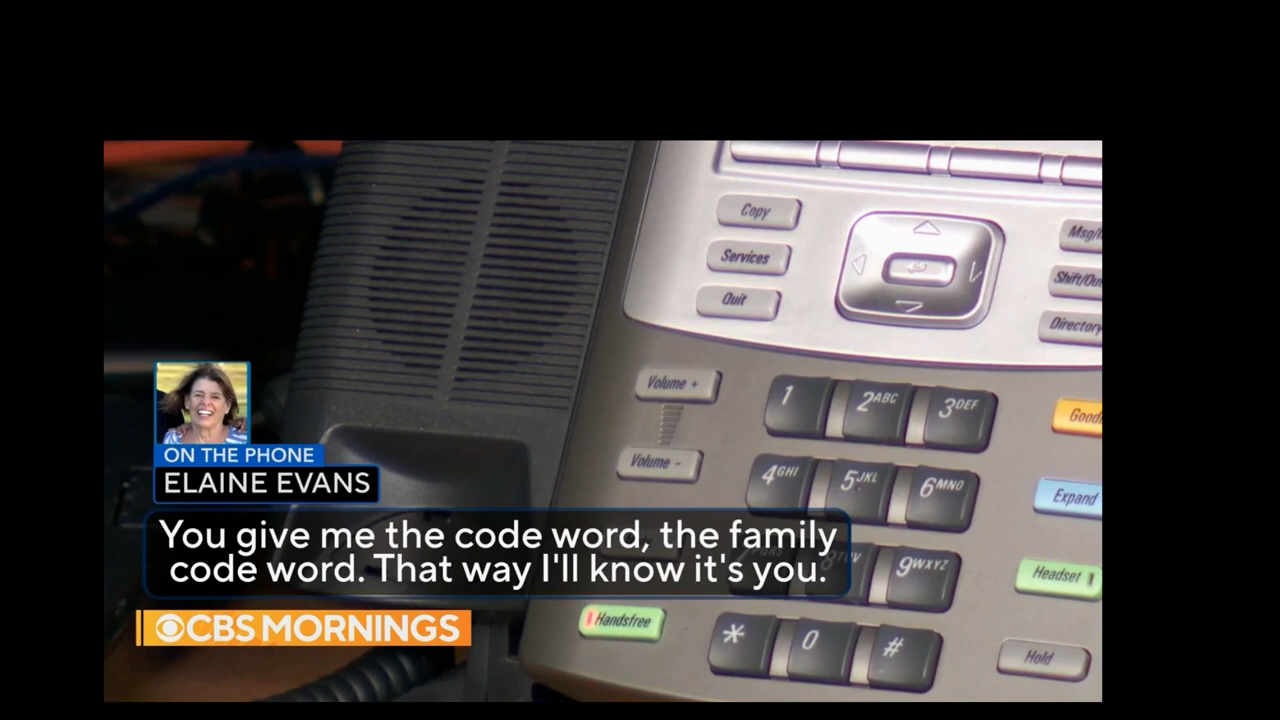 Copy
Services
Quit
Directory
Volume +
Volume -
1
2ABC
3DEF
4GHI
5JKL
6MNO
9WXYZ
Expand
Headset
Handsfree
*
0
#
Hold
ON THE PHONE
ELAINE EVANS
You give me the code word, the family
code word. That way I'll know it's you.
CBS MORNINGS